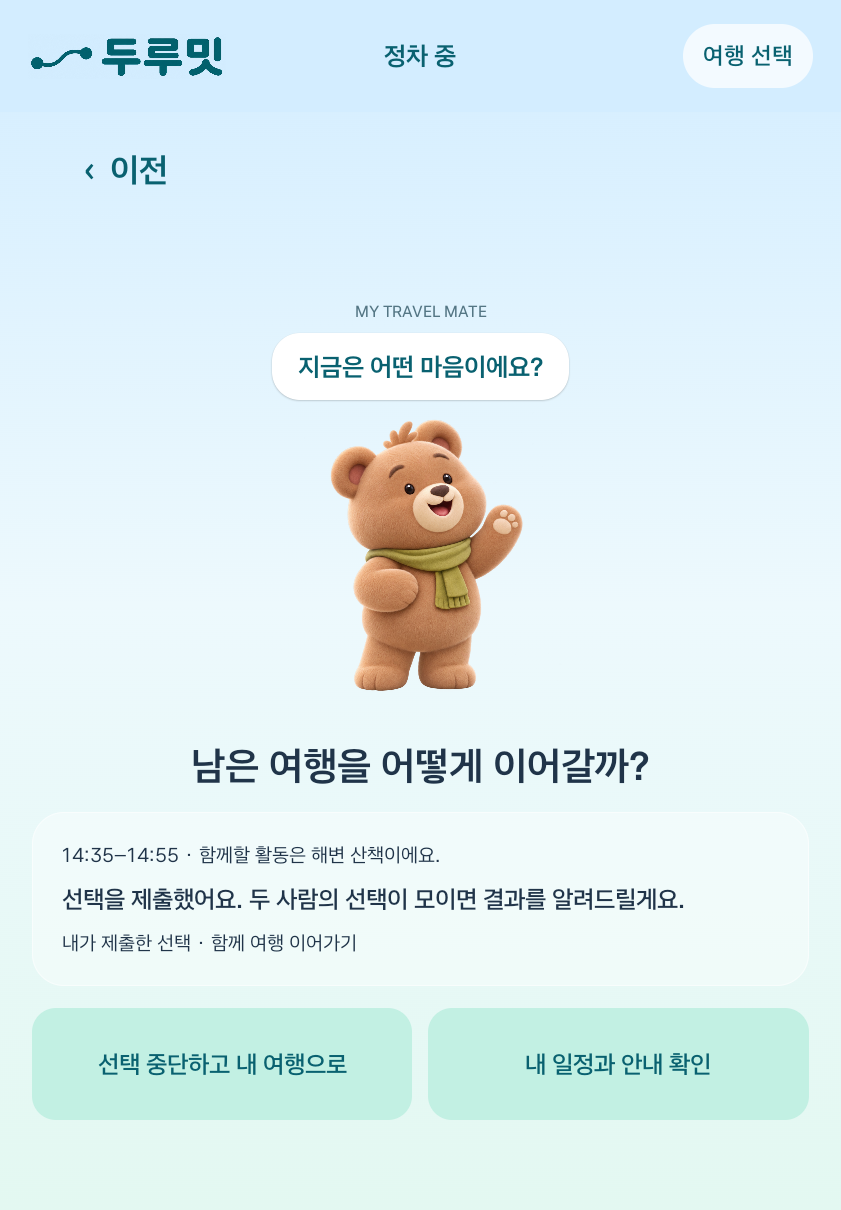 두루밋
정차 중
여행 선택
‹ 이전
MY TRAVEL MATE
지금은 어떤 마음이에요?
남은 여행을 어떻게 이어갈까?
14:35–14:55 · 함께할 활동은 해변 산책이에요.
선택을 제출했어요. 두 사람의 선택이 모이면 결과를 알려드릴게요.
내가 제출한 선택 · 함께 여행 이어가기
선택 중단하고 내 여행으로
내 일정과 안내 확인